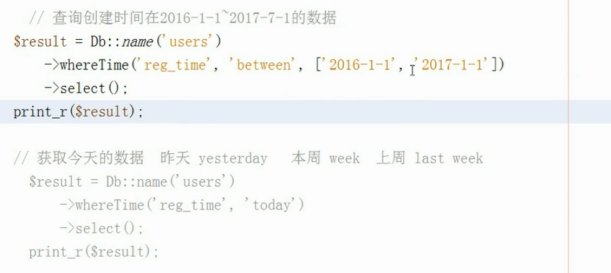 // 查询创建时间在2016-1-1~2017-7-1的数据
$result = Db::name('users')
->whereTime('reg_time', 'between', ['2016-1-1', '2017-1-1'])
->select();
print_r($result);
// 获取今天的数据 昨天 yesterday 本周 week 上周 last week
$result = Db::name('users')
->whereTime('reg_time', 'today')
->select();
print_r($result);